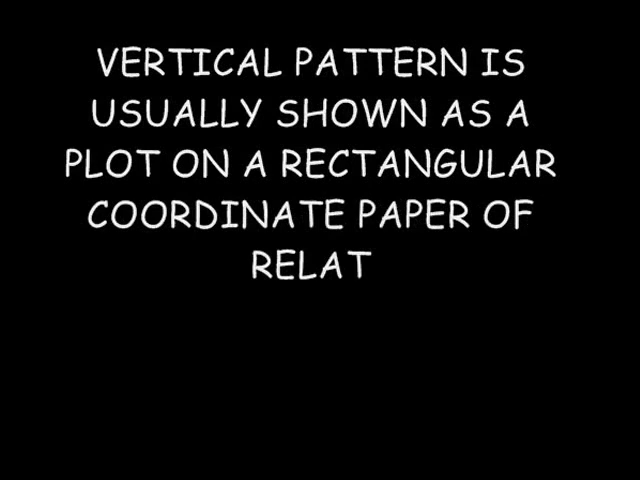 VERTICAL PATTERN IS
USUALLY SHOWN AS A
PLOT ON A RECTANGULAR
COORDINATE PAPER OF
RELAT